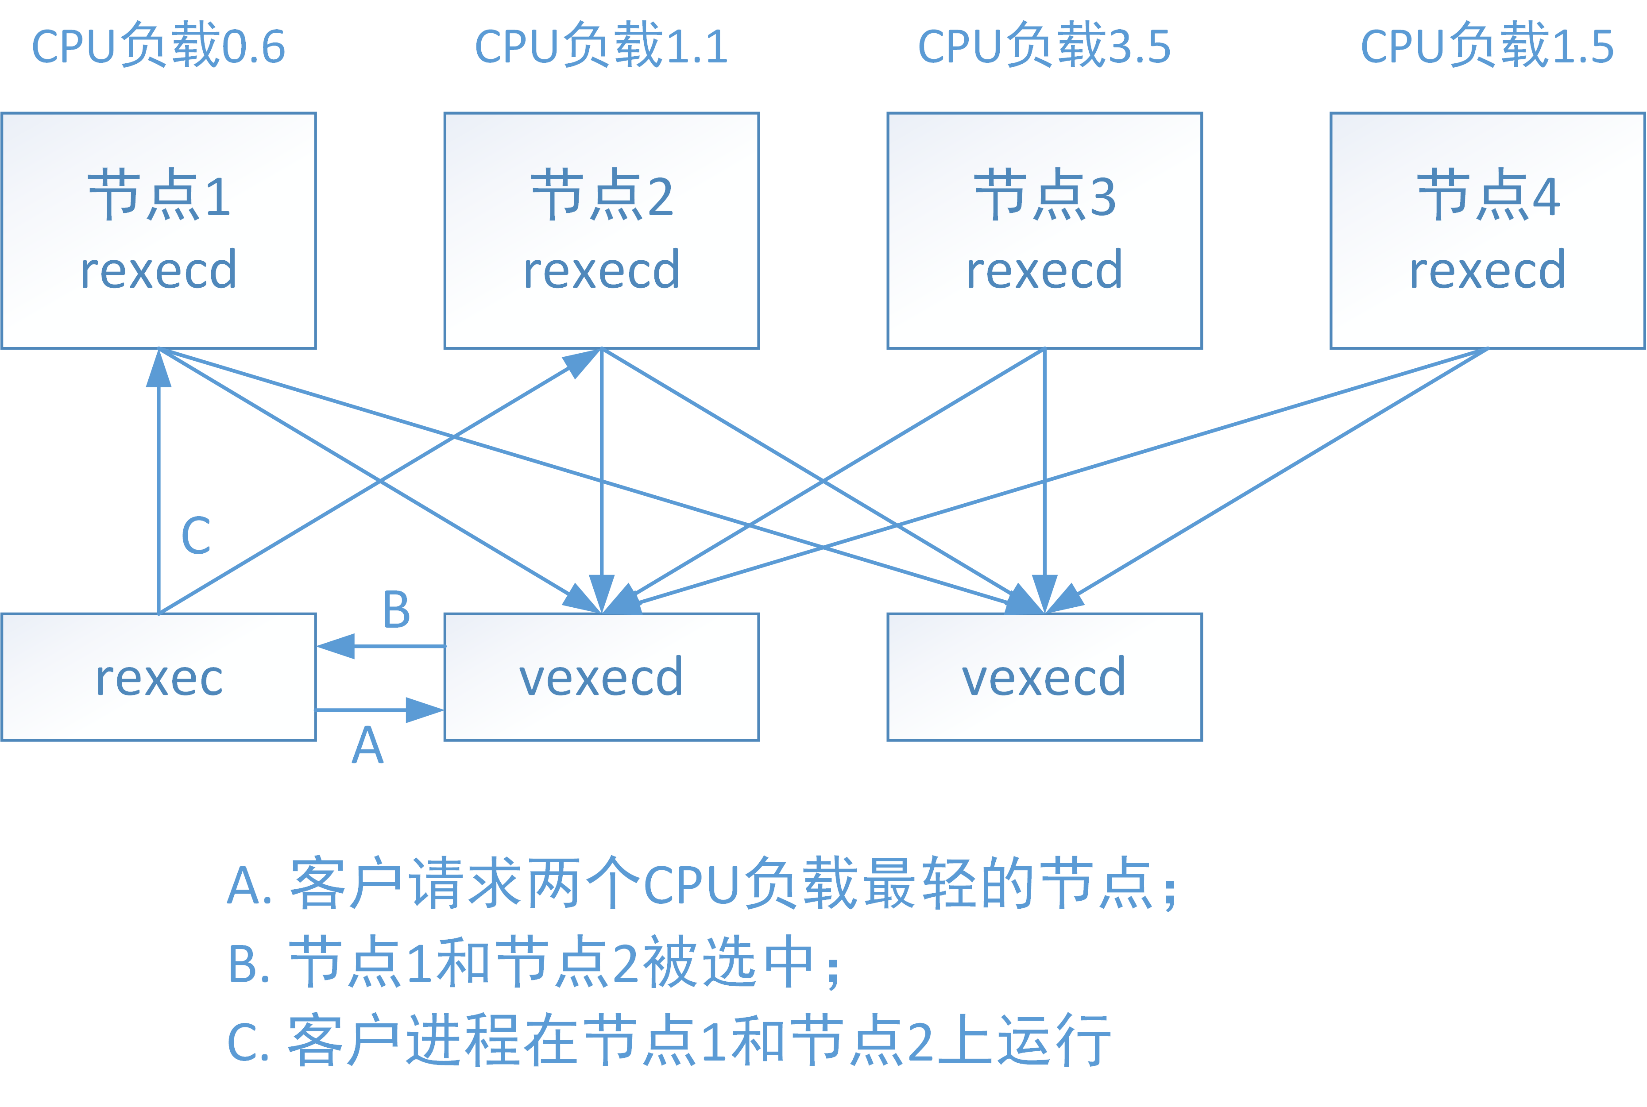 CPU负载0.6 CPU负载1.1 CPU负载3.5 CPU负载1.5
节点1 节点2 节点3 节点4
rexecd rexecd rexecd rexecd
C
B
rexec vexecd vexecd
A
A. 客户请求两个CPU负载最轻的节点；
B. 节点1和节点2被选中；
C. 客户进程在节点1和节点2上运行